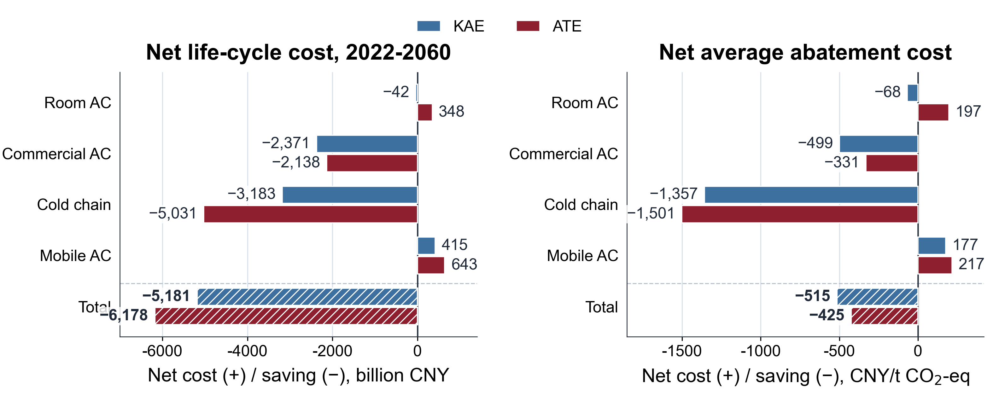 KAE ATE
Net life-cycle cost, 2022-2060
Room AC
−42
348
Commercial AC
−2,371
−2,138
Cold chain
−3,183
−5,031
Mobile AC
415
643
Total
−5,181
−6,178
-6000 -4000 -2000 0
Net cost (+) / saving (−), billion CNY
Net average abatement cost
Room AC
−68
197
Commercial AC
−499
−331
Cold chain
−1,357
−1,501
Mobile AC
177
217
Total
−515
−425
-1500 -1000 -500 0
Net cost (+) / saving (−), CNY/t CO₂-eq